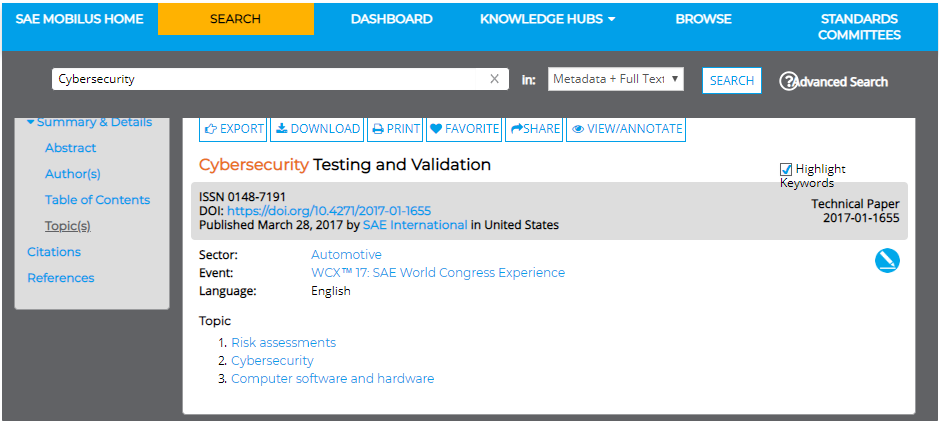 SAE MOBILUS HOME
SEARCH
DASHBOARD
KNOWLEDGE HUBS
BROWSE
STANDARDS
COMMITTEES
Cybersecurity
in:
Metadata + Full Text
SEARCH
?Advanced Search
Summary & Details
Abstract
Author(s)
Table of Contents
Topic(s)
Citations
References
EXPORT
DOWNLOAD
PRINT
FAVORITE
SHARE
VIEW/ANNOTATE
Cybersecurity Testing and Validation
Highlight
Keywords
ISSN 0148-7191
DOI: https://doi.org/10.4271/2017-01-1655
Published March 28, 2017 by SAE International in United States
Technical Paper
2017-01-1655
Sector: Automotive
Event: WCX™ 17: SAE World Congress Experience
Language: English
Topic
1. Risk assessments
2. Cybersecurity
3. Computer software and hardware